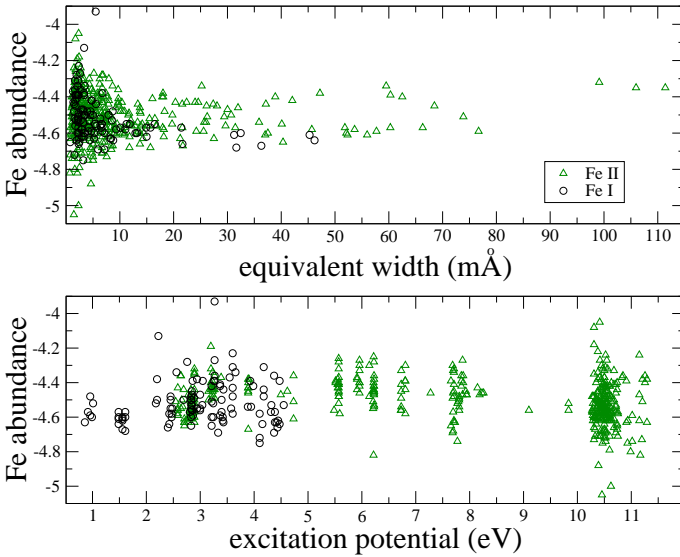 -4
-4.2
-4.4
-4.6
-4.8
-5
Fe abundance
Fe II
Fe I
10 20 30 40 50 60 70 80 90 100 110
equivalent width (mÅ)
-4
-4.2
-4.4
-4.6
-4.8
-5
Fe abundance
1 2 3 4 5 6 7 8 9 10 11
excitation potential (eV)